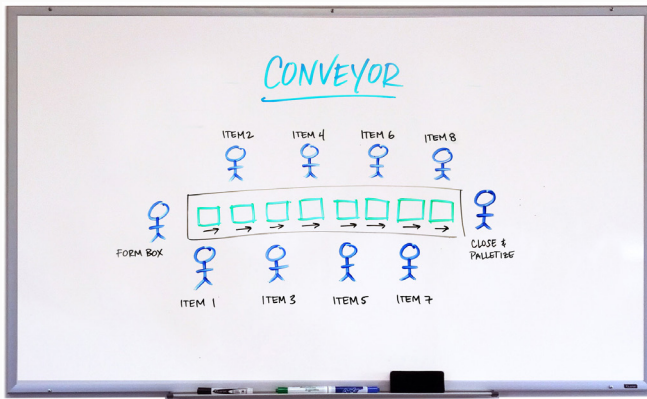 CONVEYOR
ITEM 2
ITEM 4
ITEM 6
ITEM 8
FORM BOX
CLOSE &
PALLETIZE
ITEM 1
ITEM 3
ITEM 5
ITEM 7